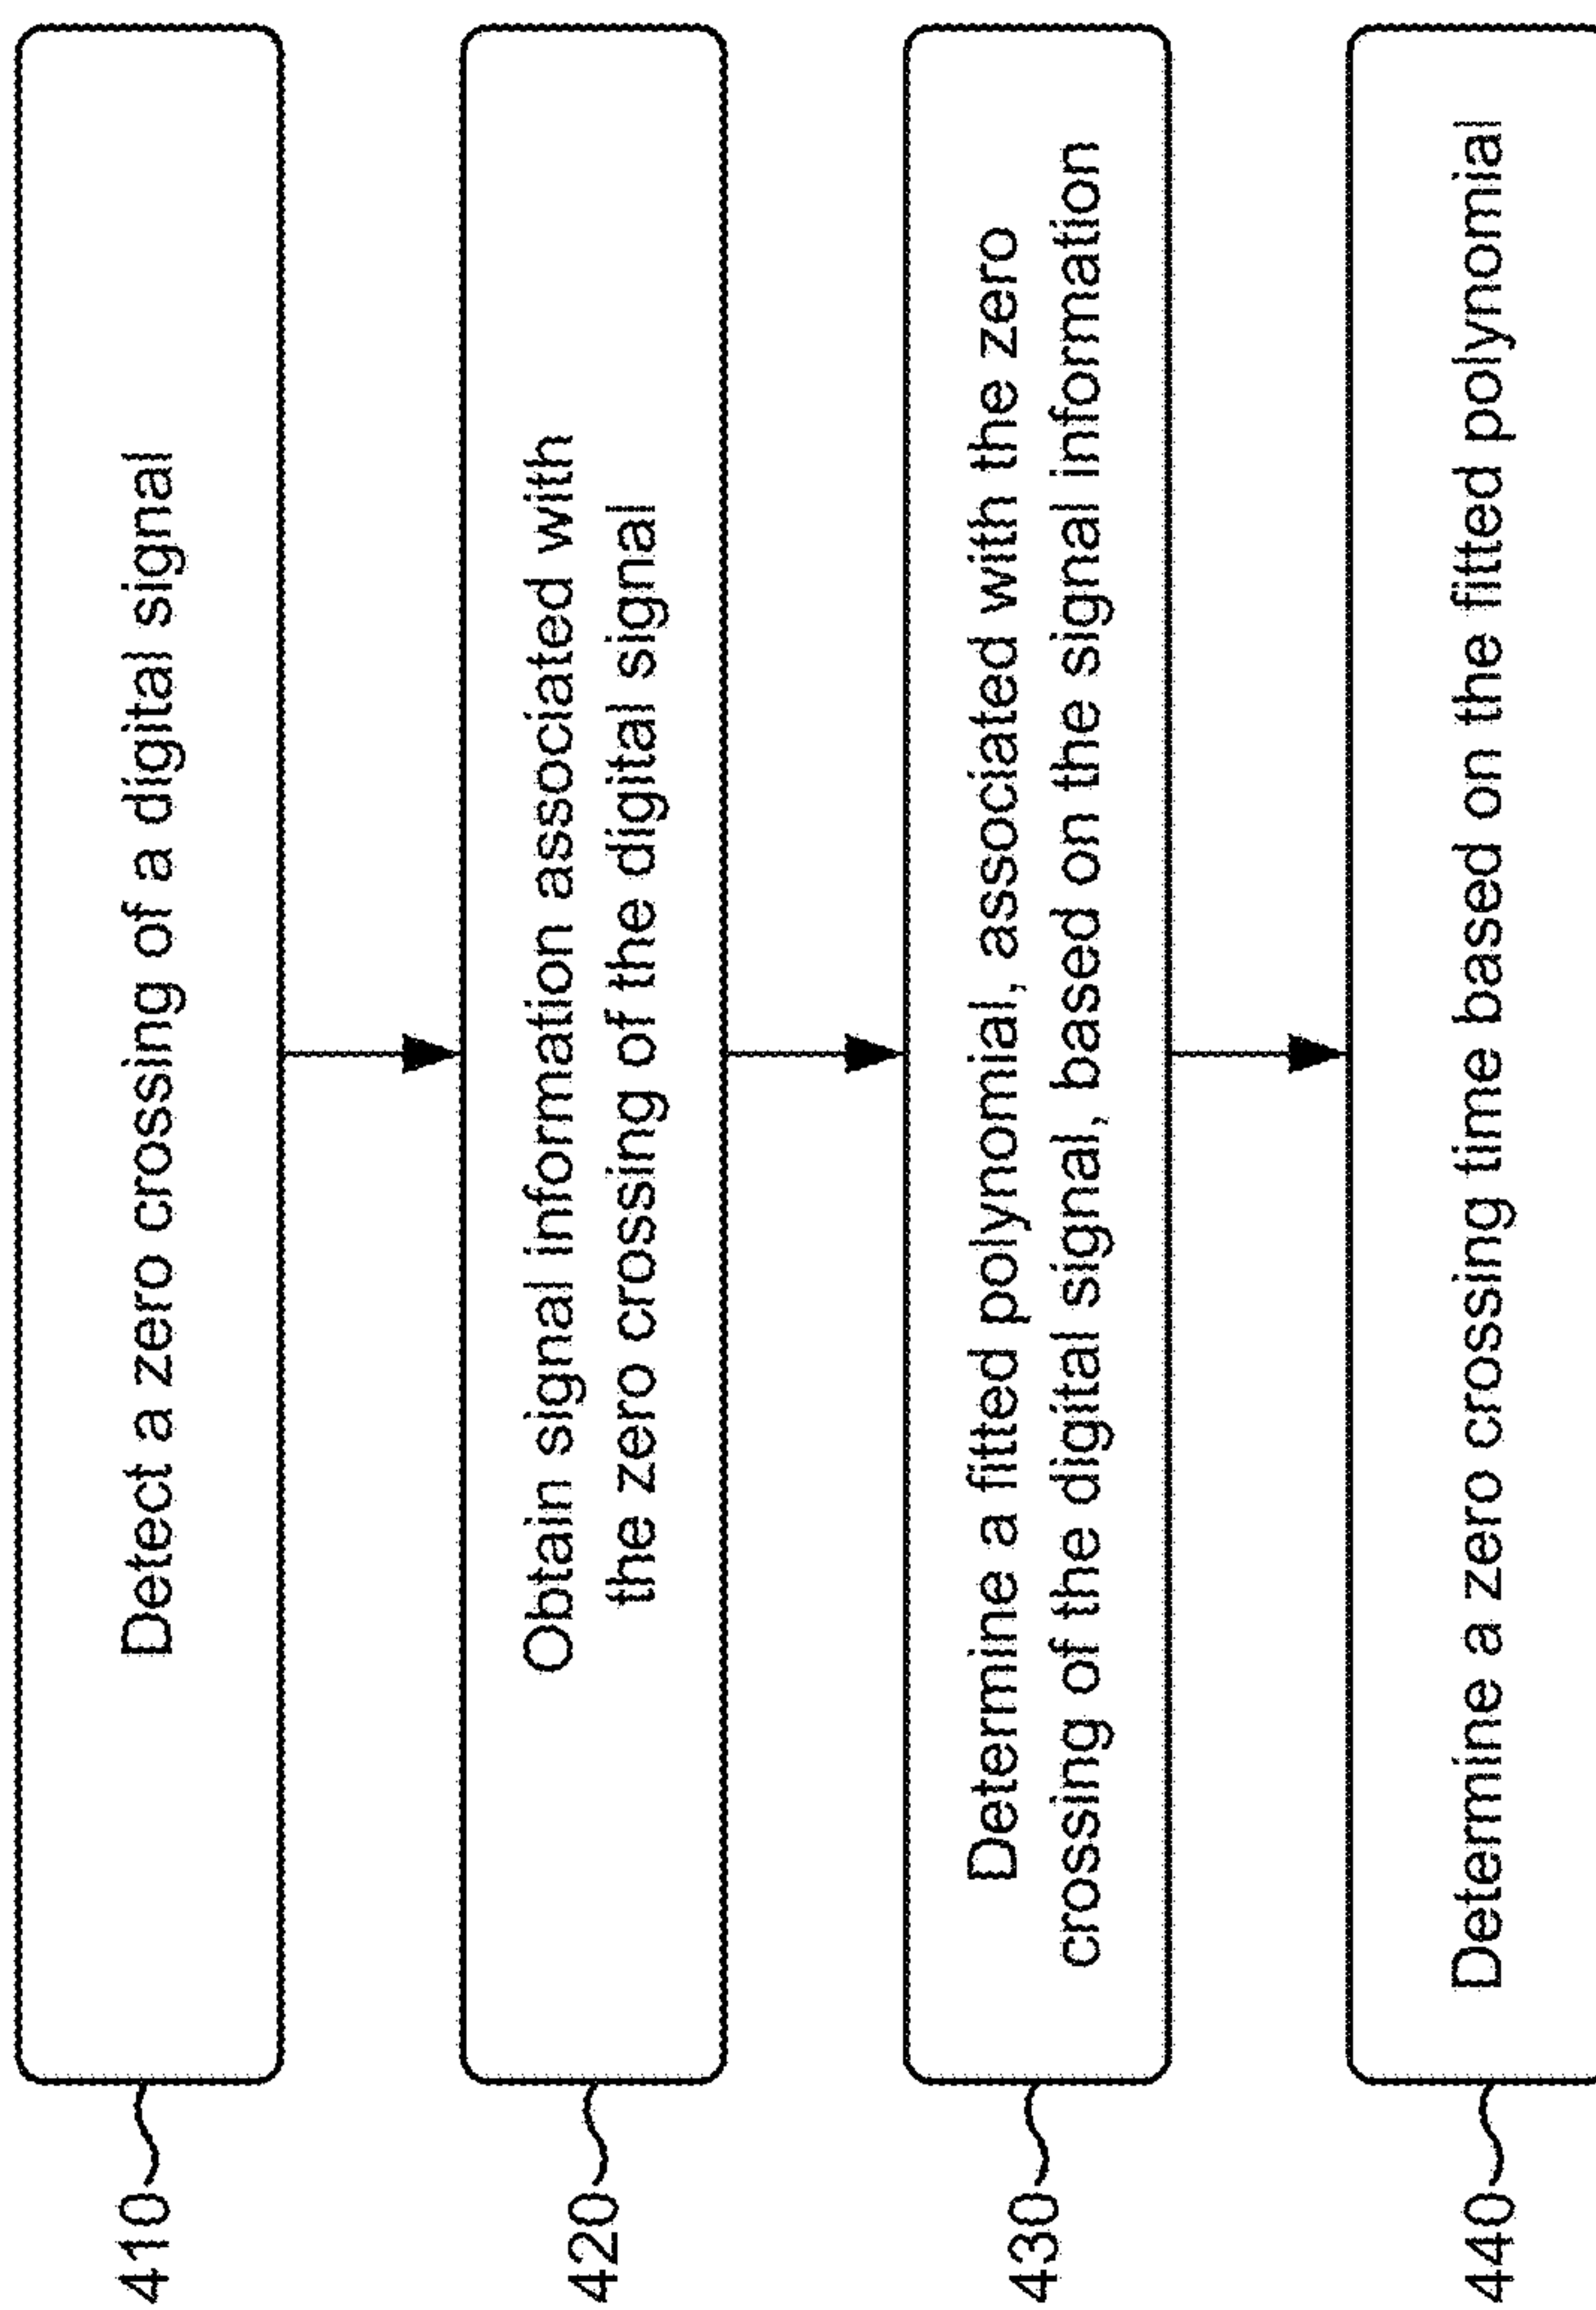 410
Detect a zero crossing of a digital signal
420
Obtain signal information associated with
the zero crossing of the digital signal
430
Determine a fitted polynomial, associated with the zero
crossing of the digital signal, based on the signal information
440
Determine a zero crossing time based on the fitted polynomial